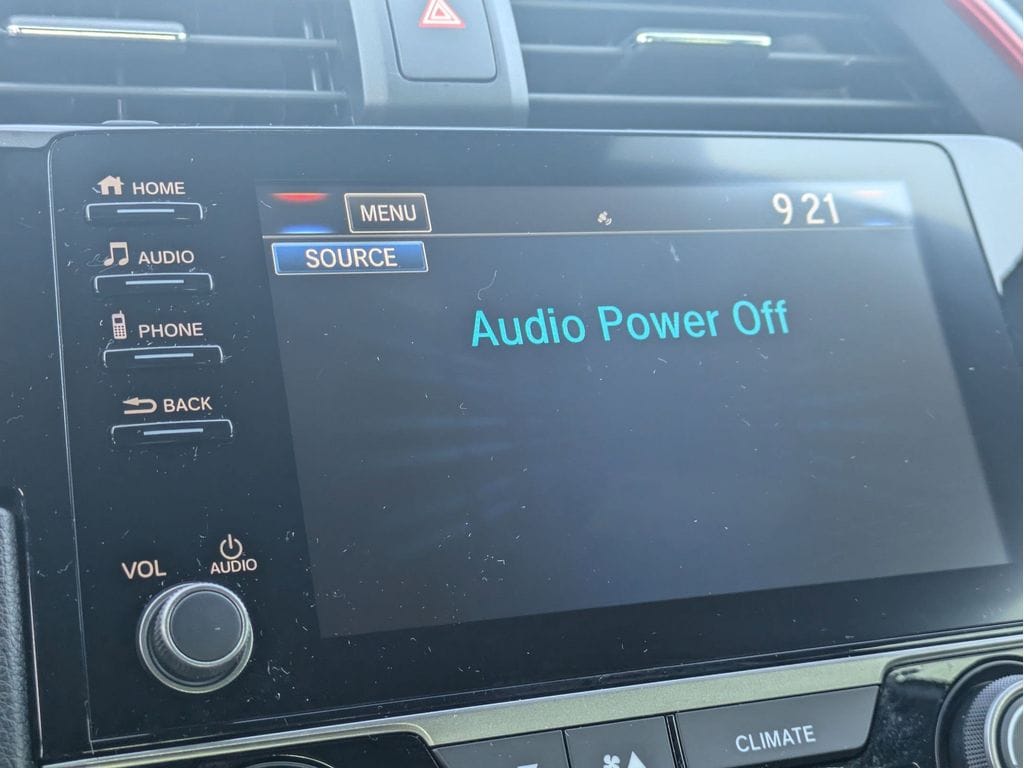 HOME
MENU
9 21
AUDIO
SOURCE
Audio Power Off
PHONE
BACK
VOL
AUDIO
CLIMATE